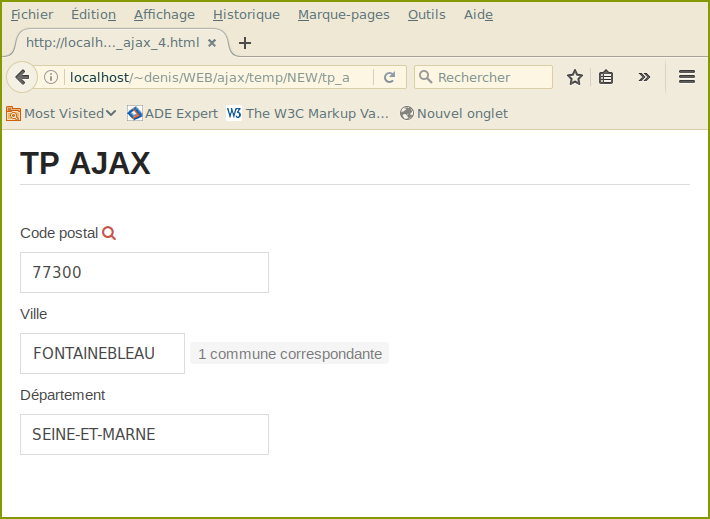 Fichier Édition Affichage Historique Marque-pages Outils Aide
http://localh..._ajax_4.html
localhost/~denis/WEB/ajax/temp/NEW/tp_a Rechercher
Most Visited ADE Expert W3 The W3C Markup Va... Nouvel onglet
TP AJAX
Code postal
77300
Ville
FONTAINEBLEAU 1 commune correspondante
Département
SEINE-ET-MARNE